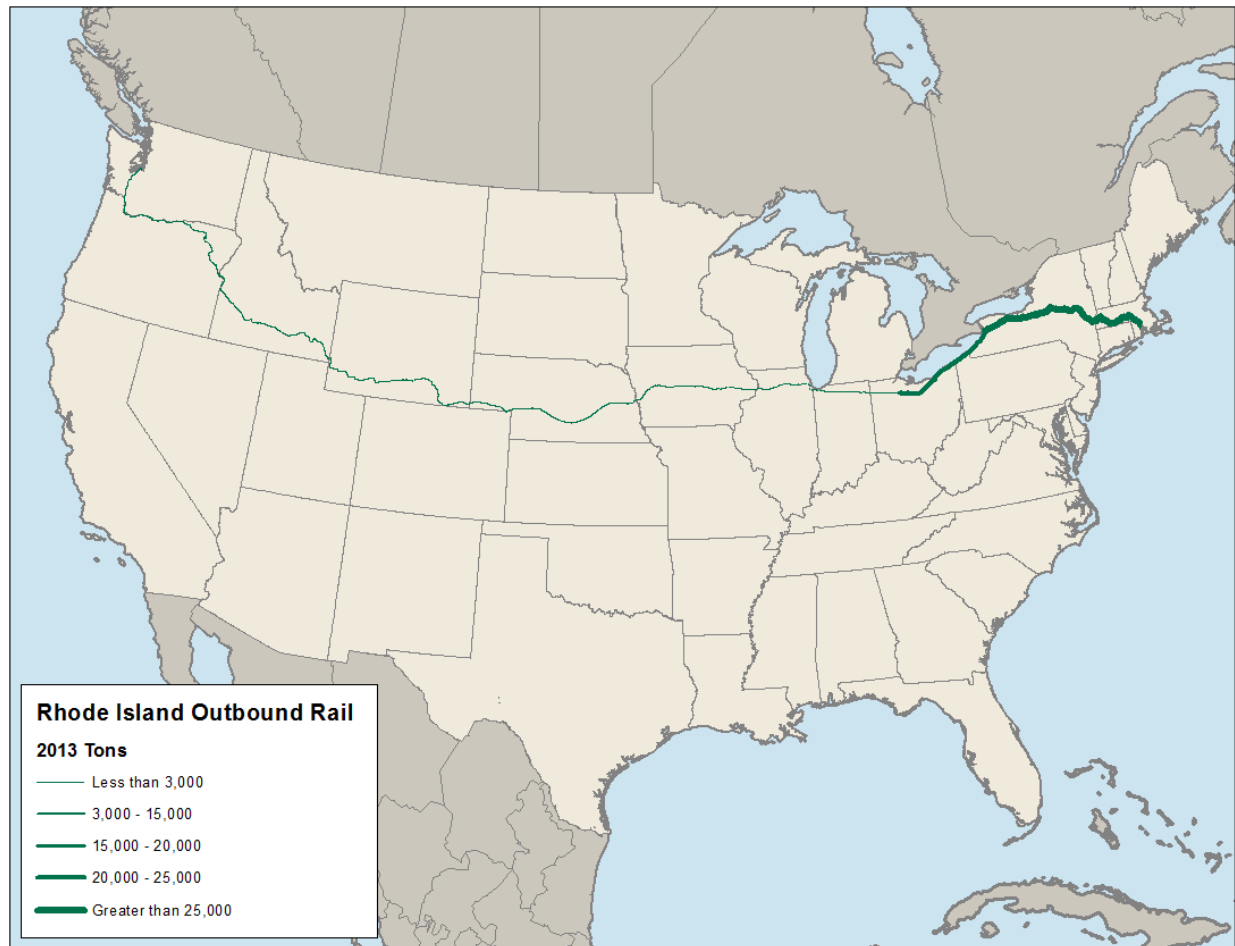 Rhode Island Outbound Rail
2013 Tons
Less than 3,000
3,000 - 15,000
15,000 - 20,000
20,000 - 25,000
Greater than 25,000